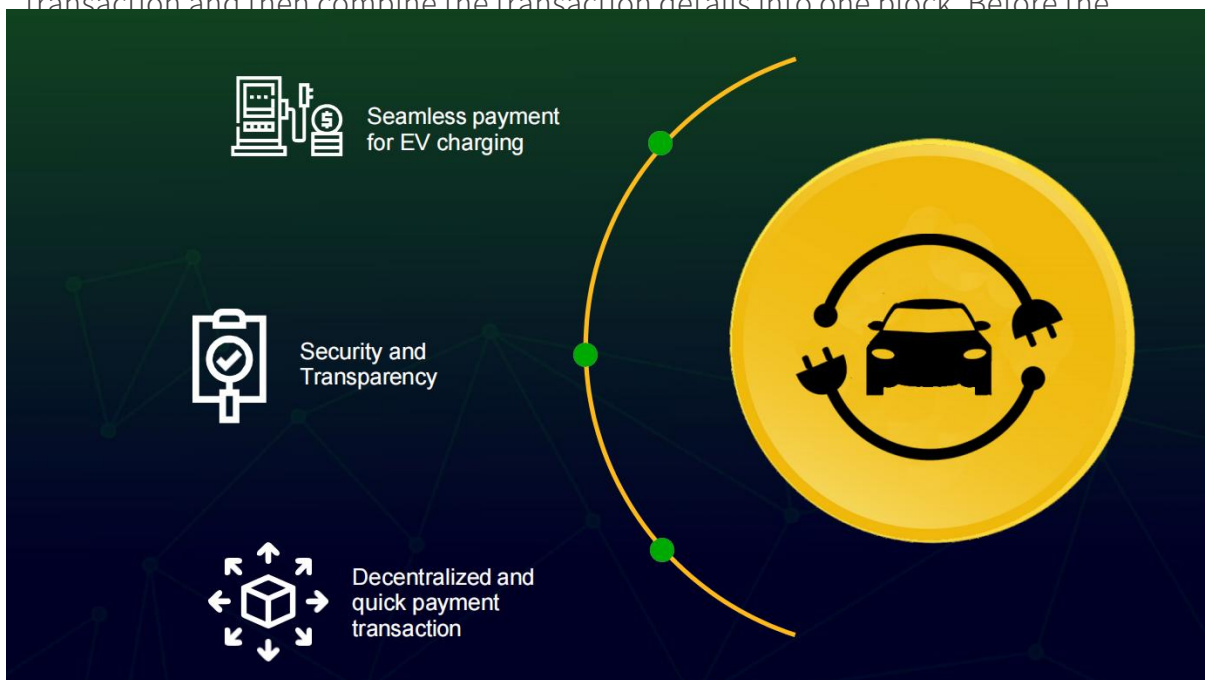 Transaction and then combine the transaction details into one block. Before the
Seamless payment
for EV charging
Security and
Transparency
Decentralized and
quick payment
transaction